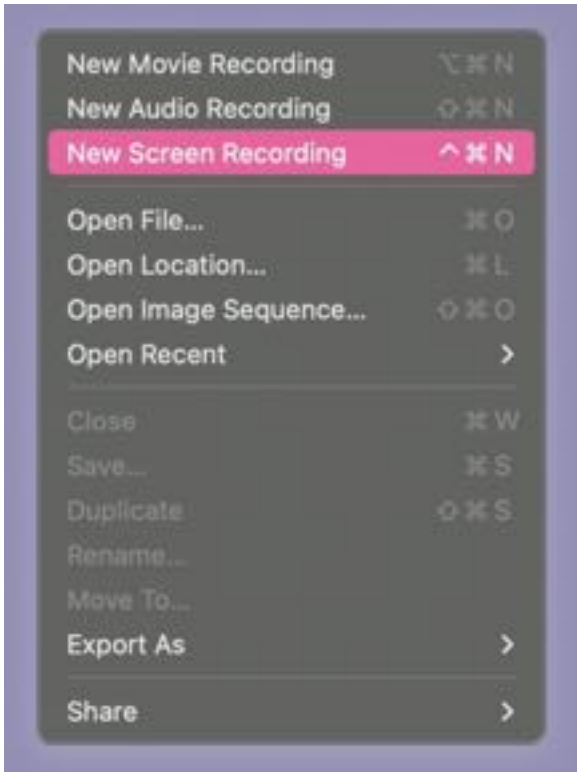 New Movie Recording ⌥⌘N
New Audio Recording ⇧⌘N
New Screen Recording ^⌘N
Open File... ⌘O
Open Location... ⌘L
Open Image Sequence... ⇧⌘O
Open Recent >
Close ⌘W
Save... ⌘S
Duplicate ⇧⌘S
Rename...
Move To...
Export As >
Share >